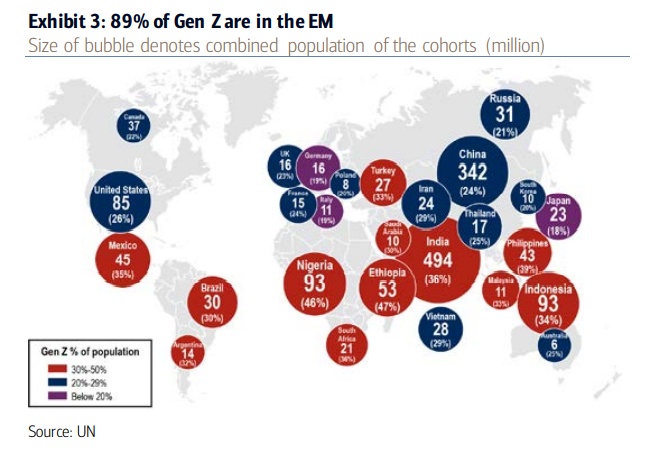 Exhibit 3: 89% of Gen Z are in the EM
Size of bubble denotes combined population of the cohorts (million)
Canada
37
(22%)
Russia
31
(21%)
UK
16
(23%)
Germany
16
(19%)
Poland
8
(20%)
Turkey
27
(33%)
China
342
(24%)
United States
85
(26%)
France
15
(24%)
Italy
11
(19%)
Iran
24
(29%)
South
Korea
10
(20%)
Japan
23
(18%)
Thailand
17
(25%)
Mexico
45
(35%)
Saudi
Arabia
10
(30%)
India
494
(36%)
Philippines
43
(39%)
Nigeria
93
(46%)
Ethiopia
53
(47%)
Malaysia
11
(33%)
Indonesia
93
(34%)
Brazil
30
(30%)
Vietnam
28
(29%)
Argentina
14
(32%)
South
Africa
21
(36%)
Australia
6
(25%)
Gen Z % of population
30%-50%
20%-29%
Below 20%
Source: UN